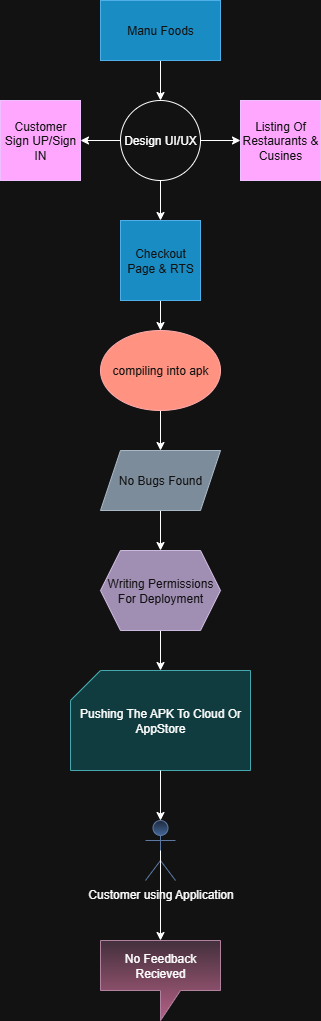 Manu Foods
Customer
Sign UP/Sign
IN
Design UI/UX
Listing Of
Restaurants &
Cusines
Checkout
Page & RTS
compiling into apk
No Bugs Found
Writing Permissions
For Deployment
Pushing The APK To Cloud Or
AppStore
Customer using Application
No Feedback
Recieved